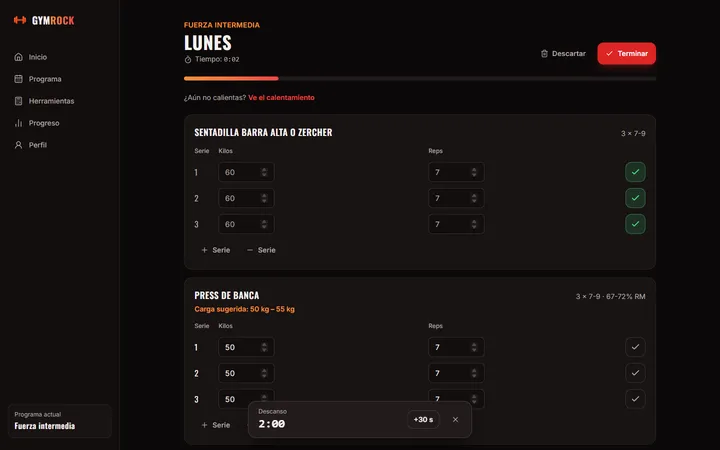 GYMROCK
Inicio
Programa
Herramientas
Progreso
Perfil
Programa actual
Fuerza intermedia
FUERZA INTERMEDIA
LUNES
Tiempo: 0:02
Descartar
Terminar
¿Aún no calientas? Ve el calentamiento
SENTADILLA BARRA ALTA O ZERCHER
3 × 7-9
Serie Kilos Reps
1 60 7
2 60 7
3 60 7
+ Serie − Serie
PRESS DE BANCA
3 × 7-9 · 67-72% RM
Carga sugerida: 50 kg – 55 kg
Serie Kilos Reps
1 50 7
2 50 7
3 50 7
+ Serie
Descanso
2:00
+30 s